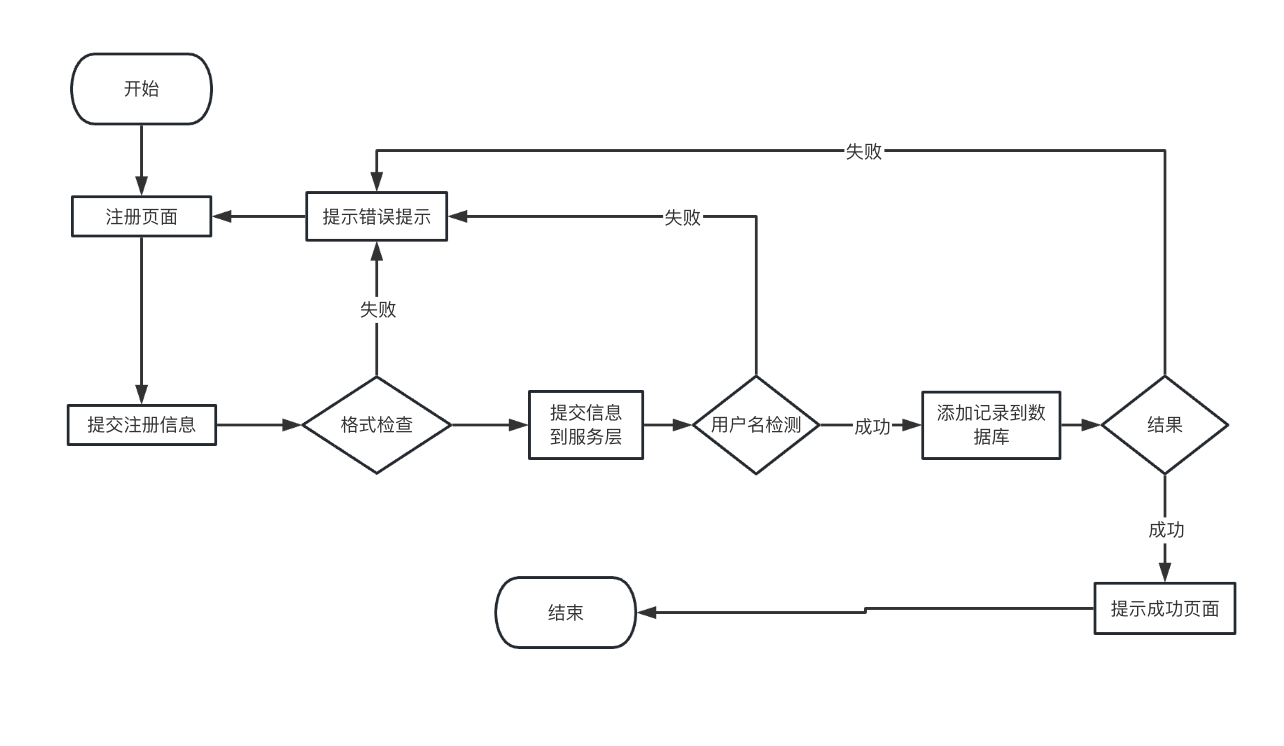 开始
失败
注册页面
提示错误提示
失败
失败
提交注册信息
格式检查
提交信息
到服务层
用户名检测
成功
添加记录到数
据库
结果
成功
结束
提示成功页面